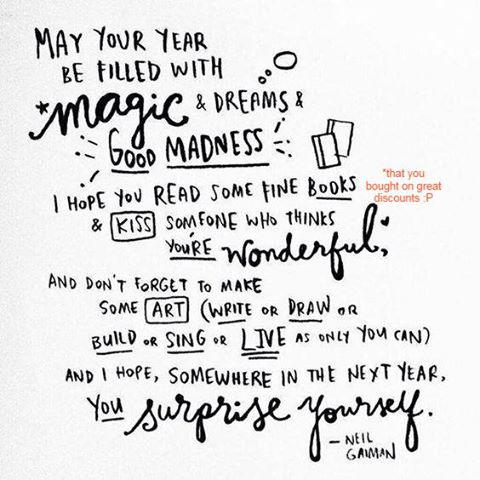 MAY YOUR YEAR
BE FILLED WITH
*magic & DREAMS &
GOOD MADNESS
I HOPE YOU READ SOME FINE BOOKS
*that you
bought on great
discounts :P
& KISS SOMEONE WHO THINKS
YOU'RE wonderful,
AND DON'T FORGET TO MAKE
SOME ART (WRITE OR DRAW OR
BUILD OR SING OR LIVE AS ONLY YOU CAN)
AND I HOPE, SOMEWHERE IN THE NEXT YEAR,
YOU surprise yourself.
– NEIL
GAIMAN